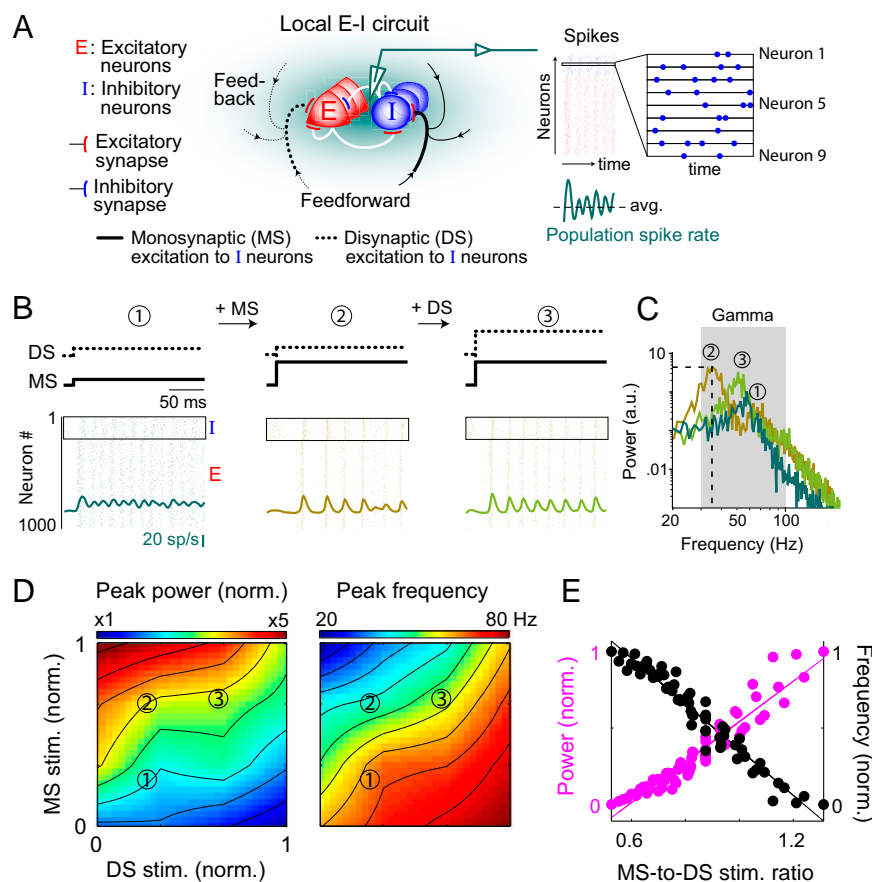 A
Local E-I circuit
E: Excitatory
neurons
I: Inhibitory
neurons
Excitatory
synapse
Inhibitory
synapse
Feed-
back
E
I
Feedforward
Monosynaptic (MS)
excitation to I neurons
Disynaptic (DS)
excitation to I neurons
Spikes
Neurons
time
Neuron 1
Neuron 5
Neuron 9
time
avg.
Population spike rate
B
① + MS ② + DS ③
DS
MS
50 ms
1
Neuron #
1000
I
E
20 sp/s
C
Gamma
② ③ ①
10
1
.01
Power (a.u.)
20 50 100
Frequency (Hz)
D
Peak power (norm.)
x1 x5
Peak frequency
20 80 Hz
1
MS stim. (norm.)
0
② ③
①
② ③
①
0 1
DS stim. (norm.)
E
1
Power (norm.)
0
1
Frequency (norm.)
0
0.6 1.2
MS-to-DS stim. ratio